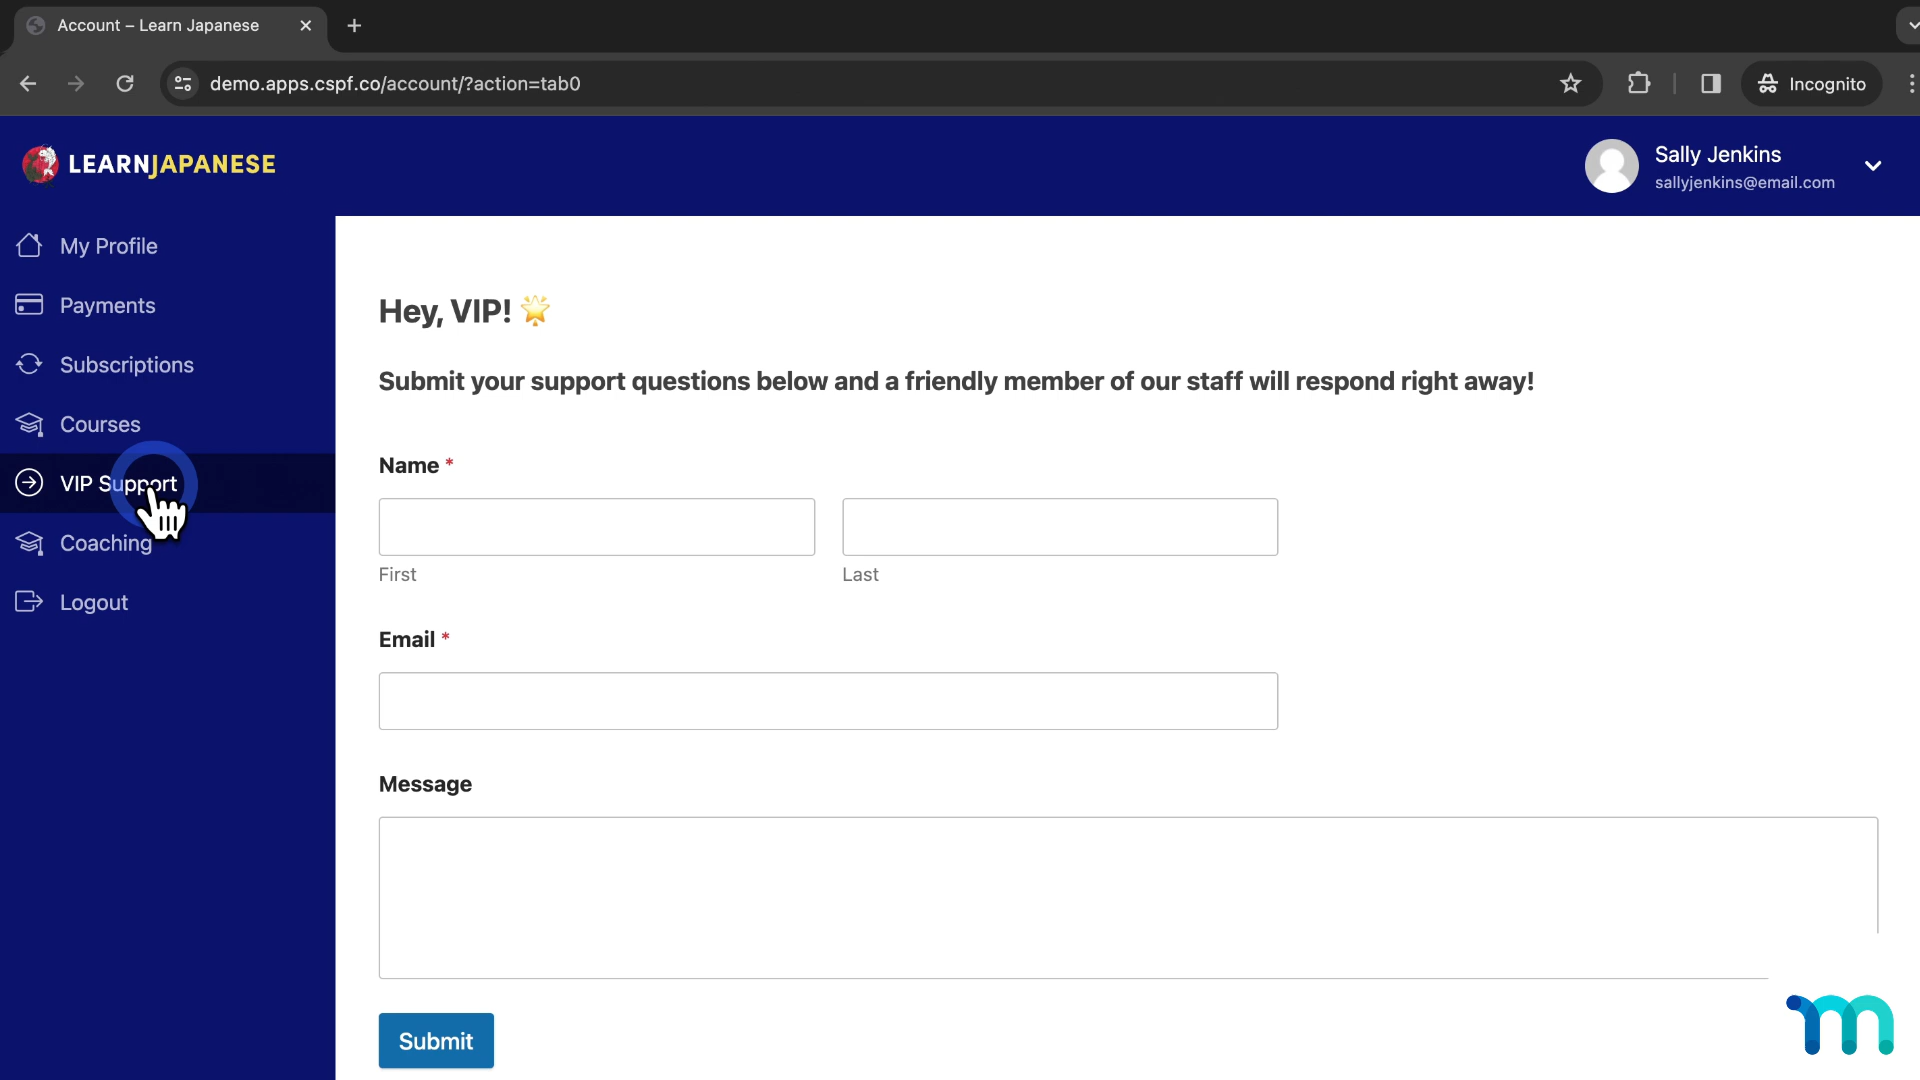 Account – Learn Japanese
demo.apps.cspf.co/account/?action=tab0
Incognito
LEARNJAPANESE
Sally Jenkins
sallyjenkins@email.com
My Profile
Payments
Subscriptions
Courses
VIP Support
Coaching
Logout
Hey, VIP! 🌟
Submit your support questions below and a friendly member of our staff will respond right away!
Name *
First
Last
Email *
Message
Submit
m